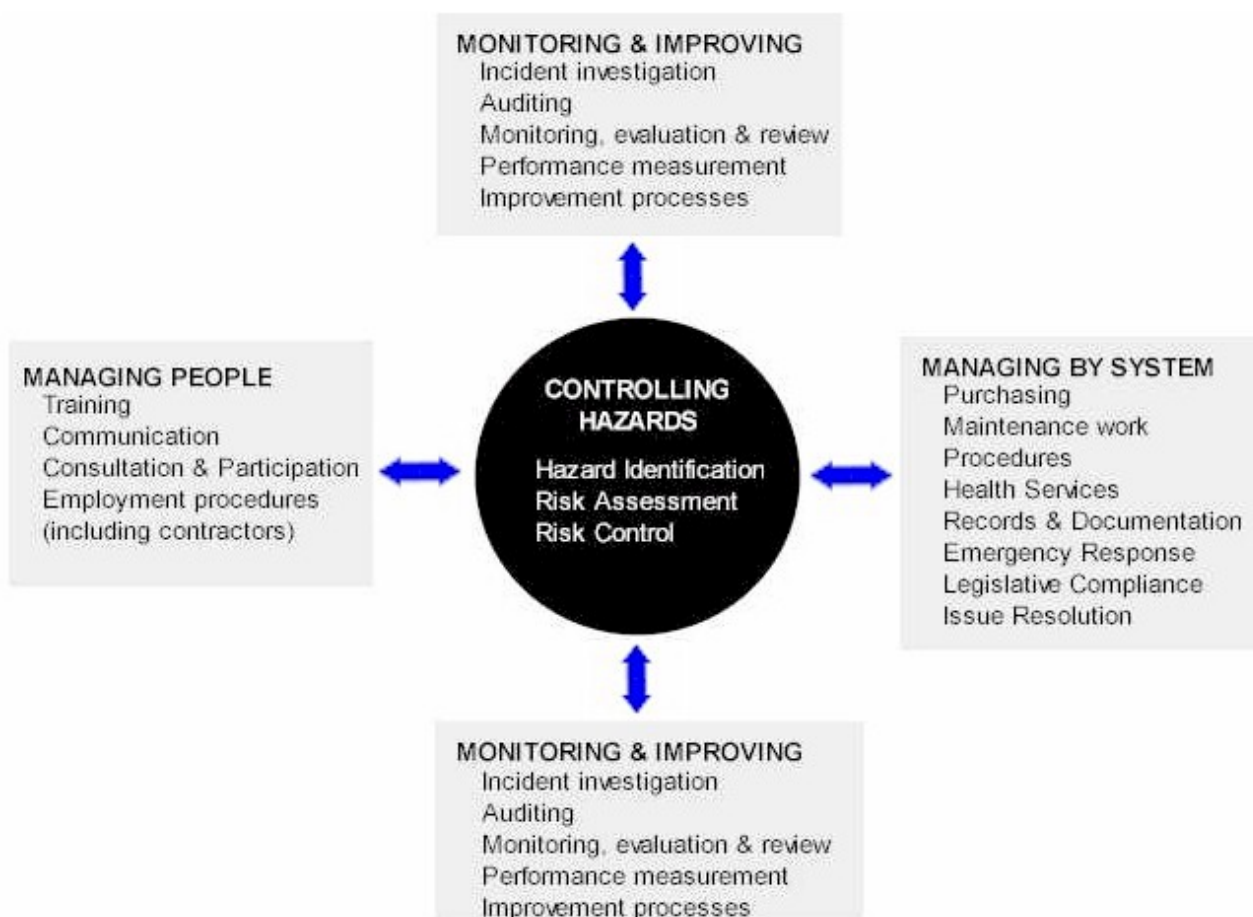 MONITORING & IMPROVING
Incident investigation
Auditing
Monitoring, evaluation & review
Performance measurement
Improvement processes
MANAGING PEOPLE
Training
Communication
Consultation & Participation
Employment procedures
(including contractors)
CONTROLLING
HAZARDS
Hazard Identification
Risk Assessment
Risk Control
MANAGING BY SYSTEM
Purchasing
Maintenance work
Procedures
Health Services
Records & Documentation
Emergency Response
Legislative Compliance
Issue Resolution
MONITORING & IMPROVING
Incident investigation
Auditing
Monitoring, evaluation & review
Performance measurement
Improvement processes